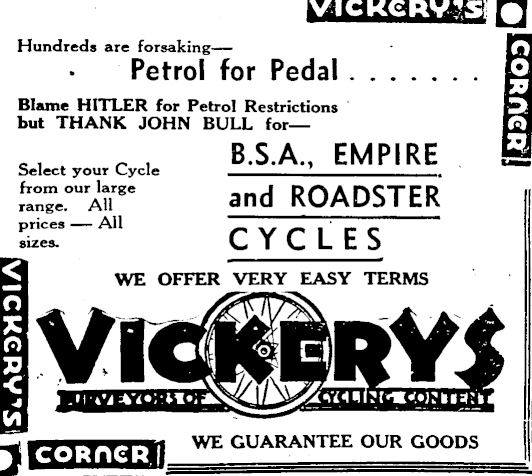 VICKERY'S
CORNER
Hundreds are forsaking—
Petrol for Pedal . . . . . . .
Blame HITLER for Petrol Restrictions
but THANK JOHN BULL for—
Select your Cycle
from our large
range. All
prices — All
sizes.
B.S.A., EMPIRE
and ROADSTER
CYCLES
WE OFFER VERY EASY TERMS
VICKERYS
PURVEYORS OF CYCLING CONTENT
WE GUARANTEE OUR GOODS
VICKERY'S
CORNER